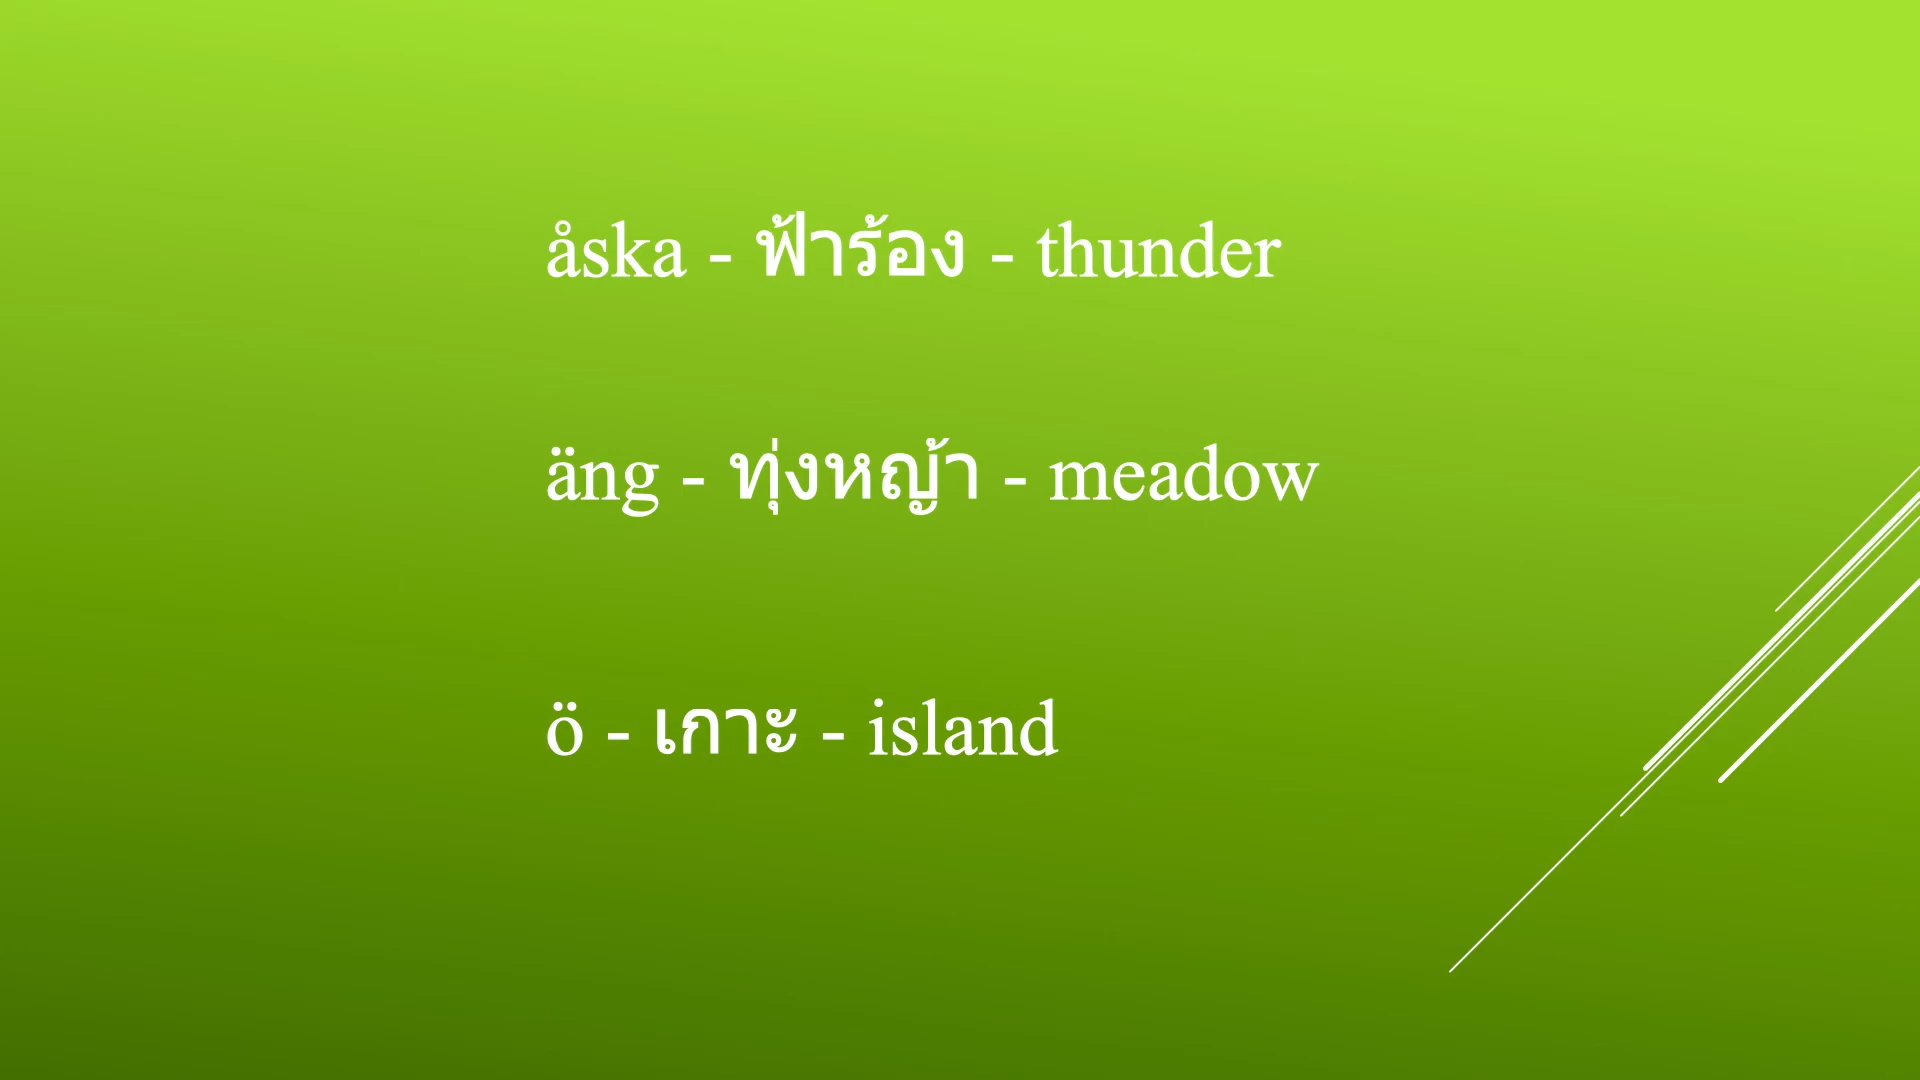 åska - ฟ้าร้อง - thunder
äng - ทุ่งหญ้า - meadow
ö - เกาะ - island